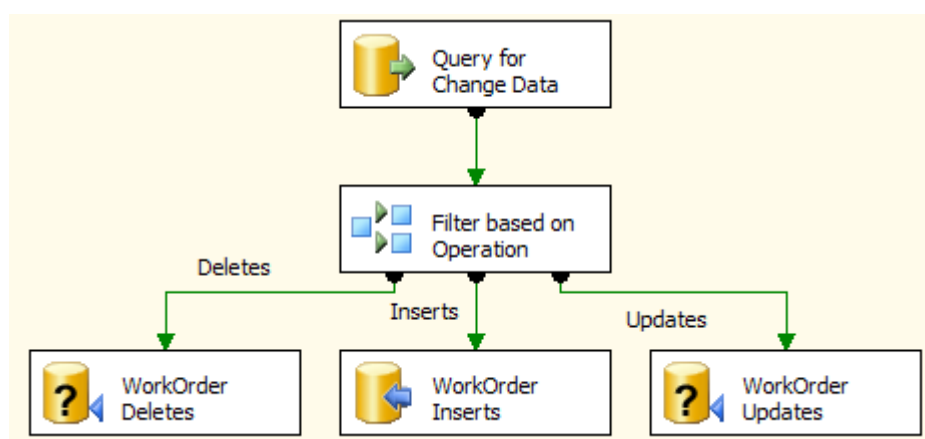 Query for
Change Data
Filter based on
Operation
Deletes
Inserts
Updates
WorkOrder
Deletes
WorkOrder
Inserts
WorkOrder
Updates